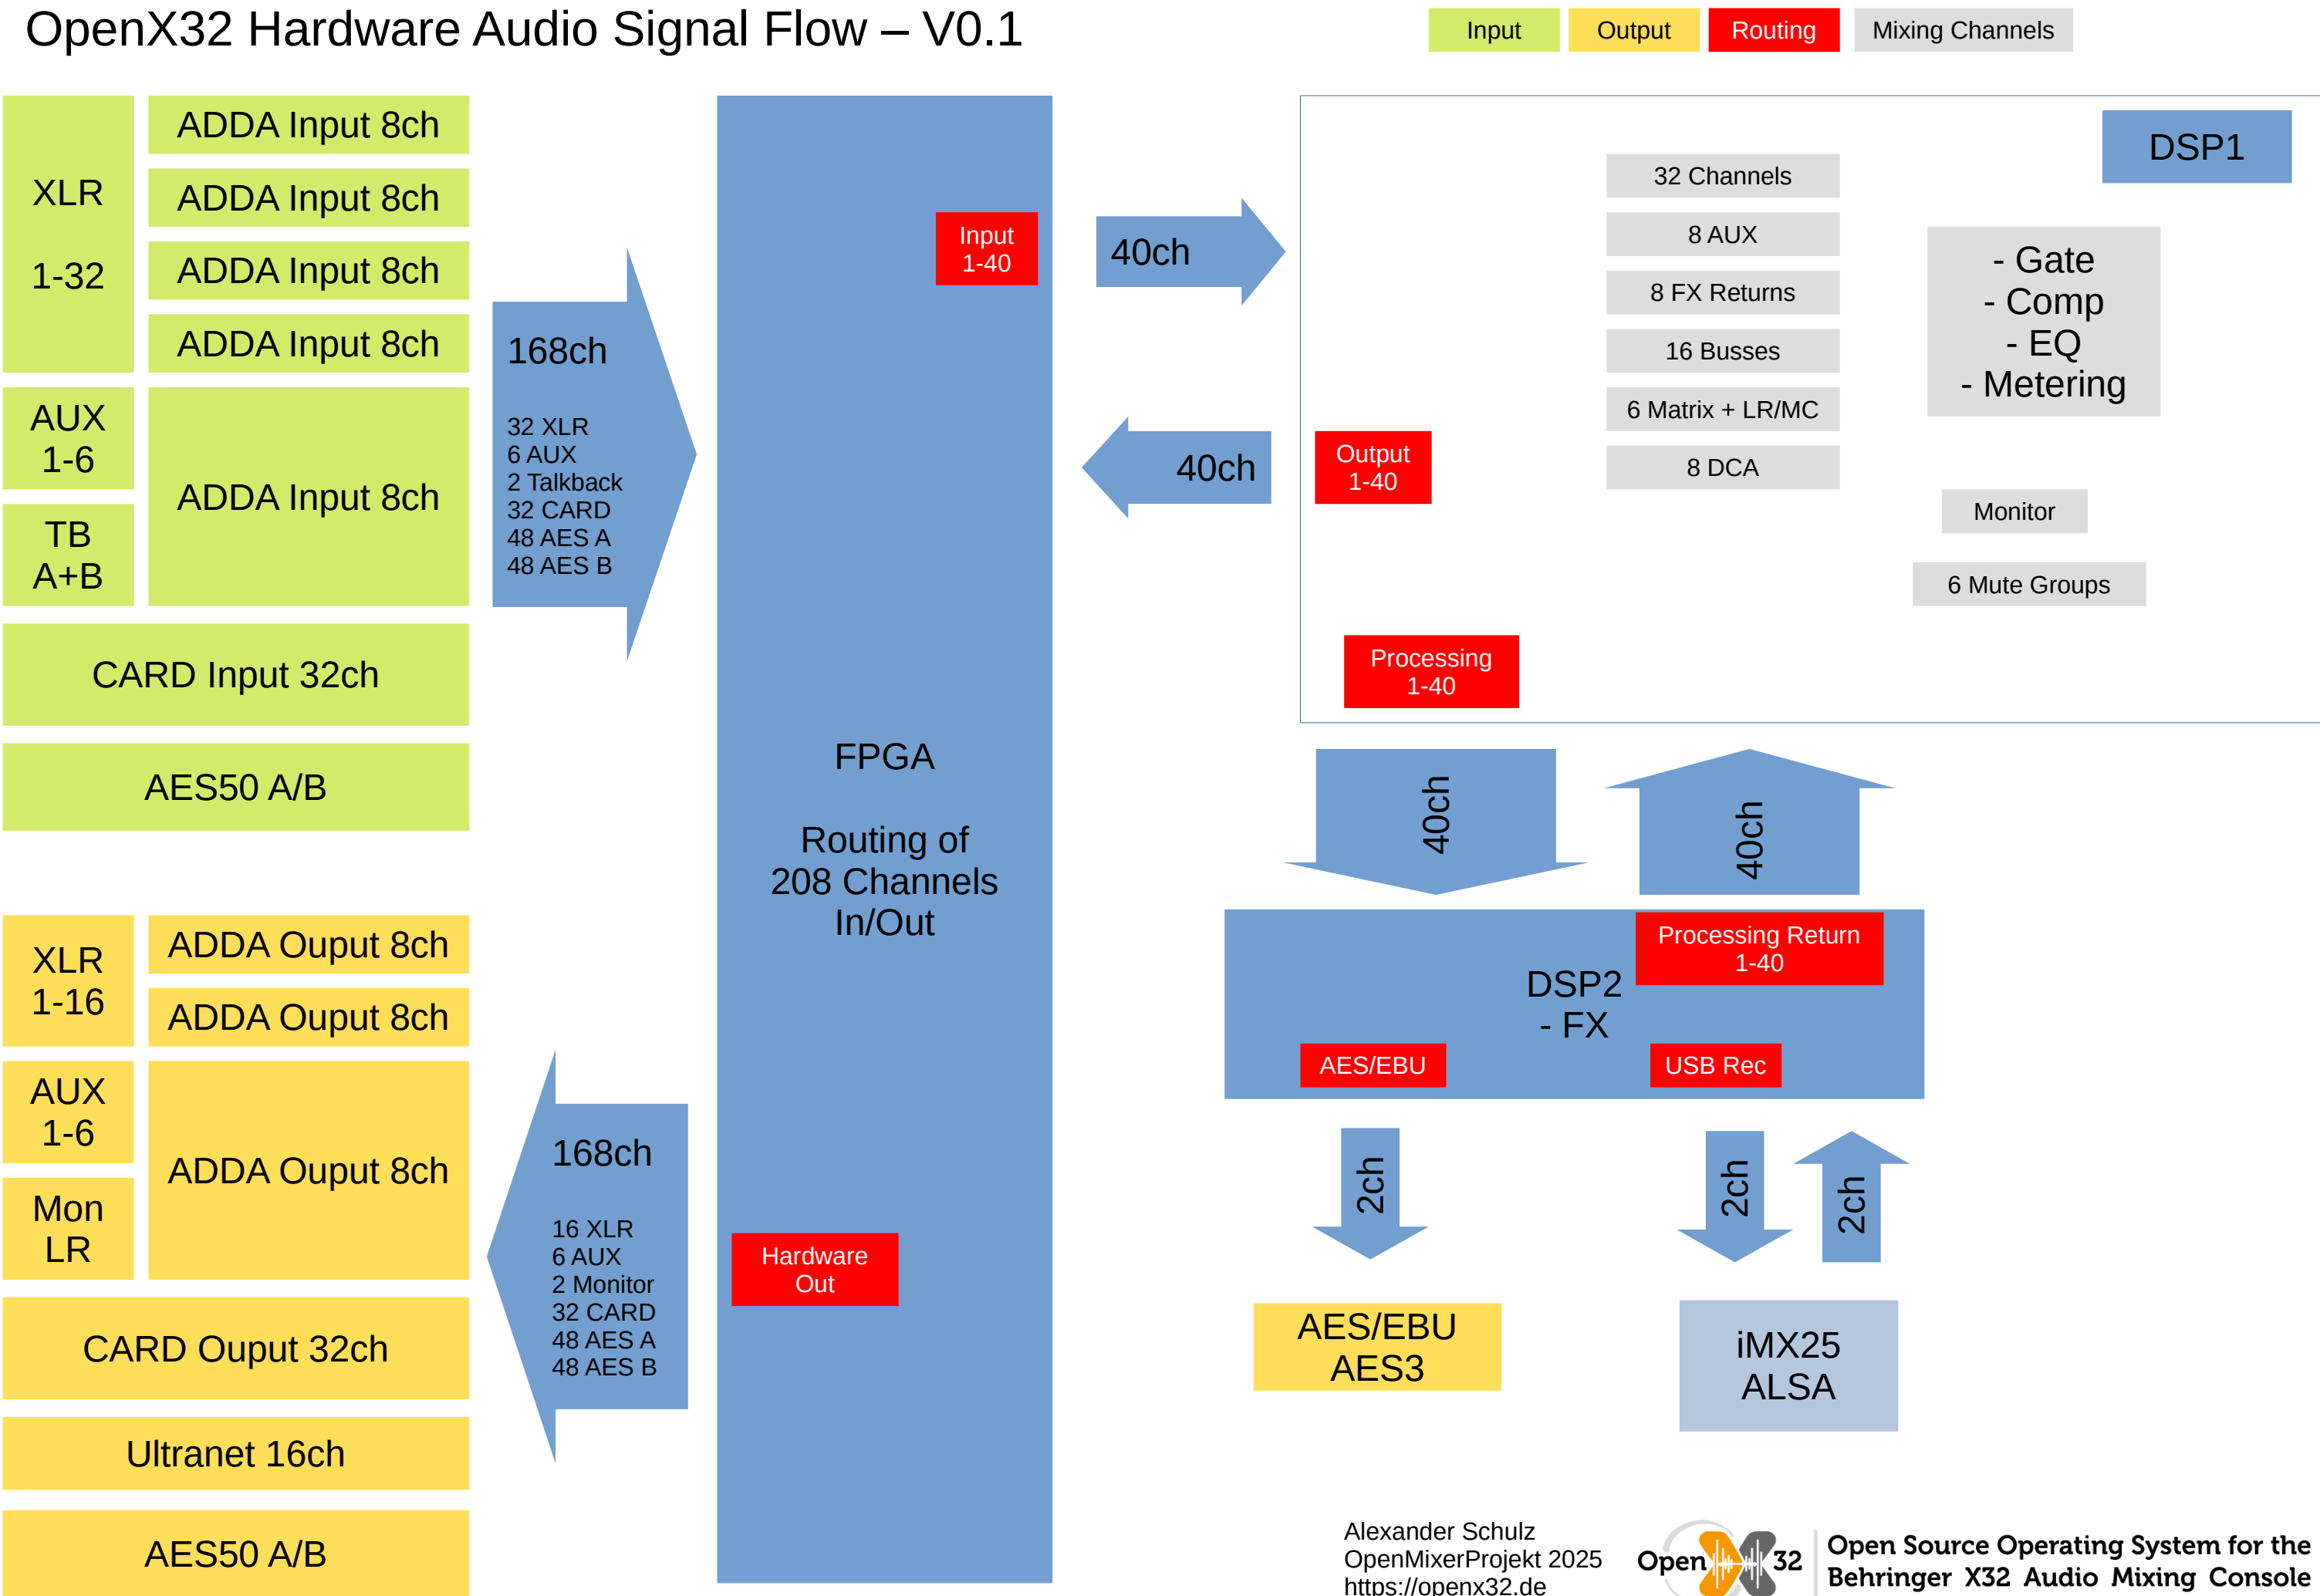 OpenX32 Hardware Audio Signal Flow – V0.1
Input
Output
Routing
Mixing Channels
XLR
1-32
ADDA Input 8ch
ADDA Input 8ch
ADDA Input 8ch
ADDA Input 8ch
AUX
1-6
TB
A+B
ADDA Input 8ch
CARD Input 32ch
AES50 A/B
168ch
32 XLR
6 AUX
2 Talkback
32 CARD
48 AES A
48 AES B
XLR
1-16
ADDA Ouput 8ch
ADDA Ouput 8ch
AUX
1-6
Mon
LR
ADDA Ouput 8ch
CARD Ouput 32ch
Ultranet 16ch
AES50 A/B
168ch
16 XLR
6 AUX
2 Monitor
32 CARD
48 AES A
48 AES B
Input
1-40
FPGA
Routing of
208 Channels
In/Out
Hardware
Out
40ch
40ch
DSP1
32 Channels
8 AUX
8 FX Returns
16 Busses
6 Matrix + LR/MC
8 DCA
- Gate
- Comp
- EQ
- Metering
Monitor
6 Mute Groups
Output
1-40
Processing
1-40
40ch
40ch
Processing Return
1-40
DSP2
- FX
AES/EBU
USB Rec
2ch
2ch
2ch
AES/EBU
AES3
iMX25
ALSA
Alexander Schulz
OpenMixerProjekt 2025
https://openx32.de
Open X 32
Open Source Operating System for the
Behringer X32 Audio Mixing Console